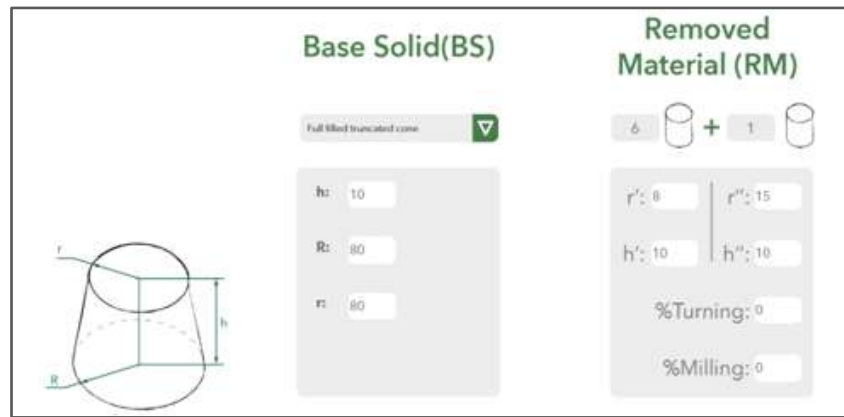 Base Solid(BS)
Removed
Material (RM)
Full filled truncated cone
6 + 1
h: 10
R: 80
r: 80
r': 8
r'': 15
h': 10
h'': 10
%Turning: 0
%Milling: 0
r
h
R